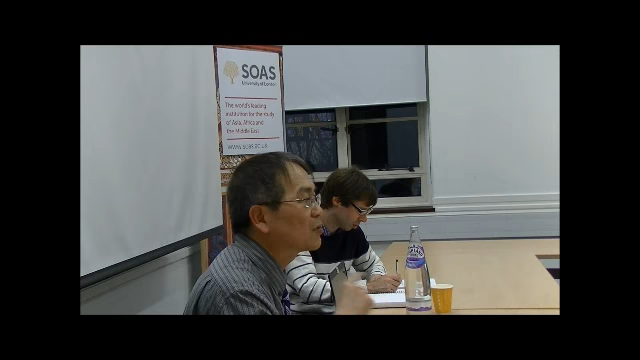 SOAS
University of London
The world's leading
institution for the study
of Asia, Africa and
the Middle East
www.soas.ac.uk